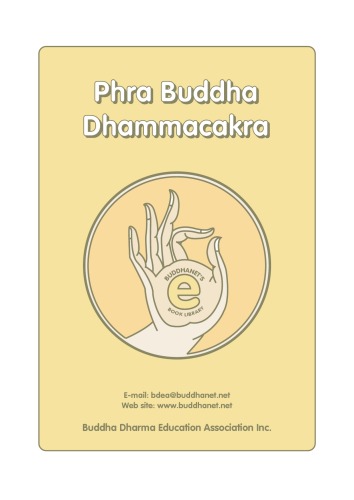 Phra Buddha
Dhammacakra
BUDDHANET'S
e
BOOK LIBRARY
E-mail: bdea@buddhanet.net
Web site: www.buddhanet.net
Buddha Dharma Education Association Inc.